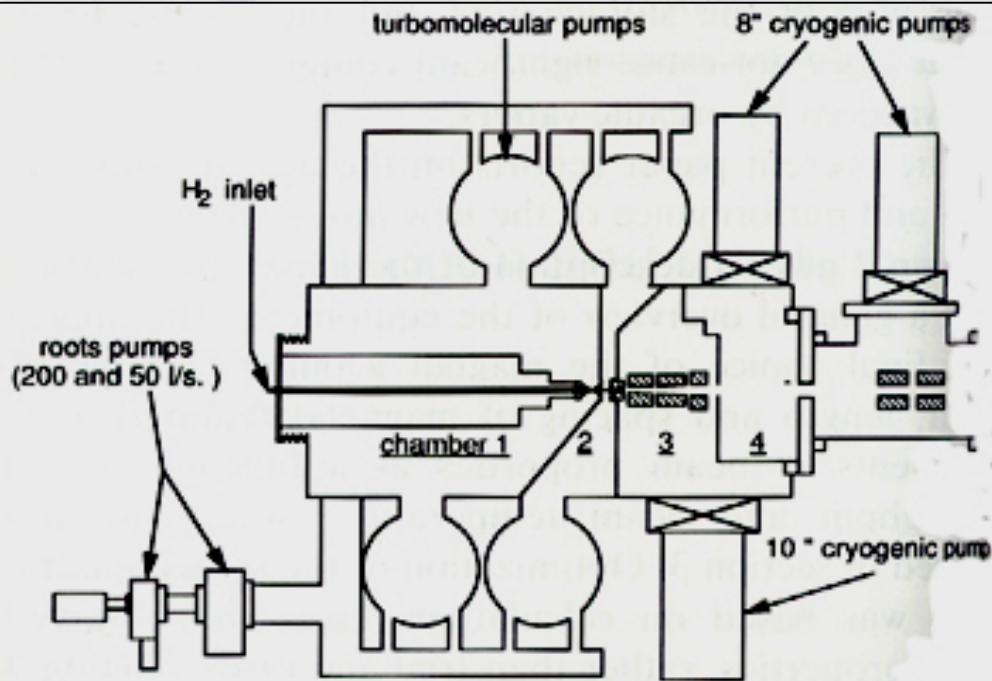 turbomolecular pumps
8" cryogenic pumps
H2 inlet
roots pumps
(200 and 50 l/s. )
chamber 1
2
3
4
10 " cryogenic pump